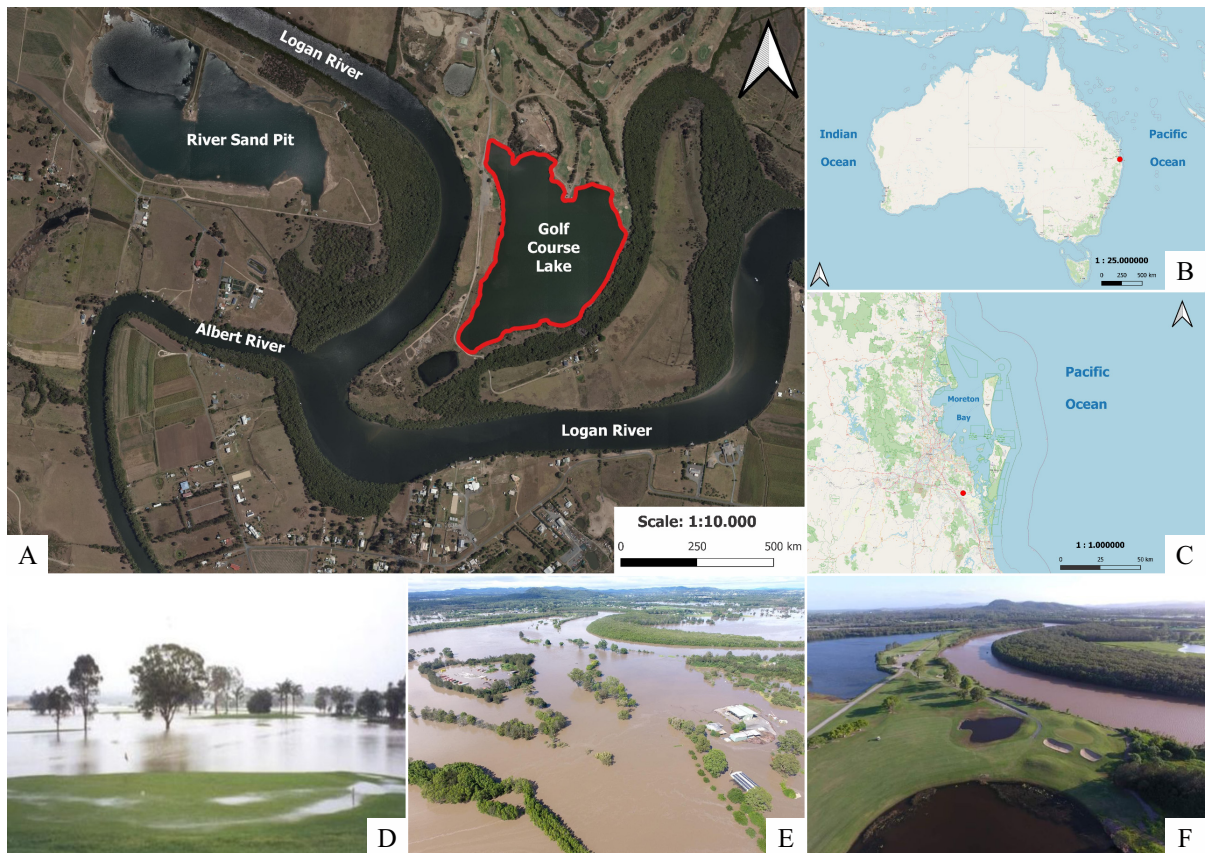 Logan River
River Sand Pit
Golf
Course
Lake
Albert River
Logan River
Scale: 1:10.000
0 250 500 km
A
Indian
Ocean
Pacific
Ocean
1 : 25.000000
0 250 500 km
B
Pacific
Ocean
Moreton
Bay
1 : 1.000000
0 25 50 km
C
D
E
F